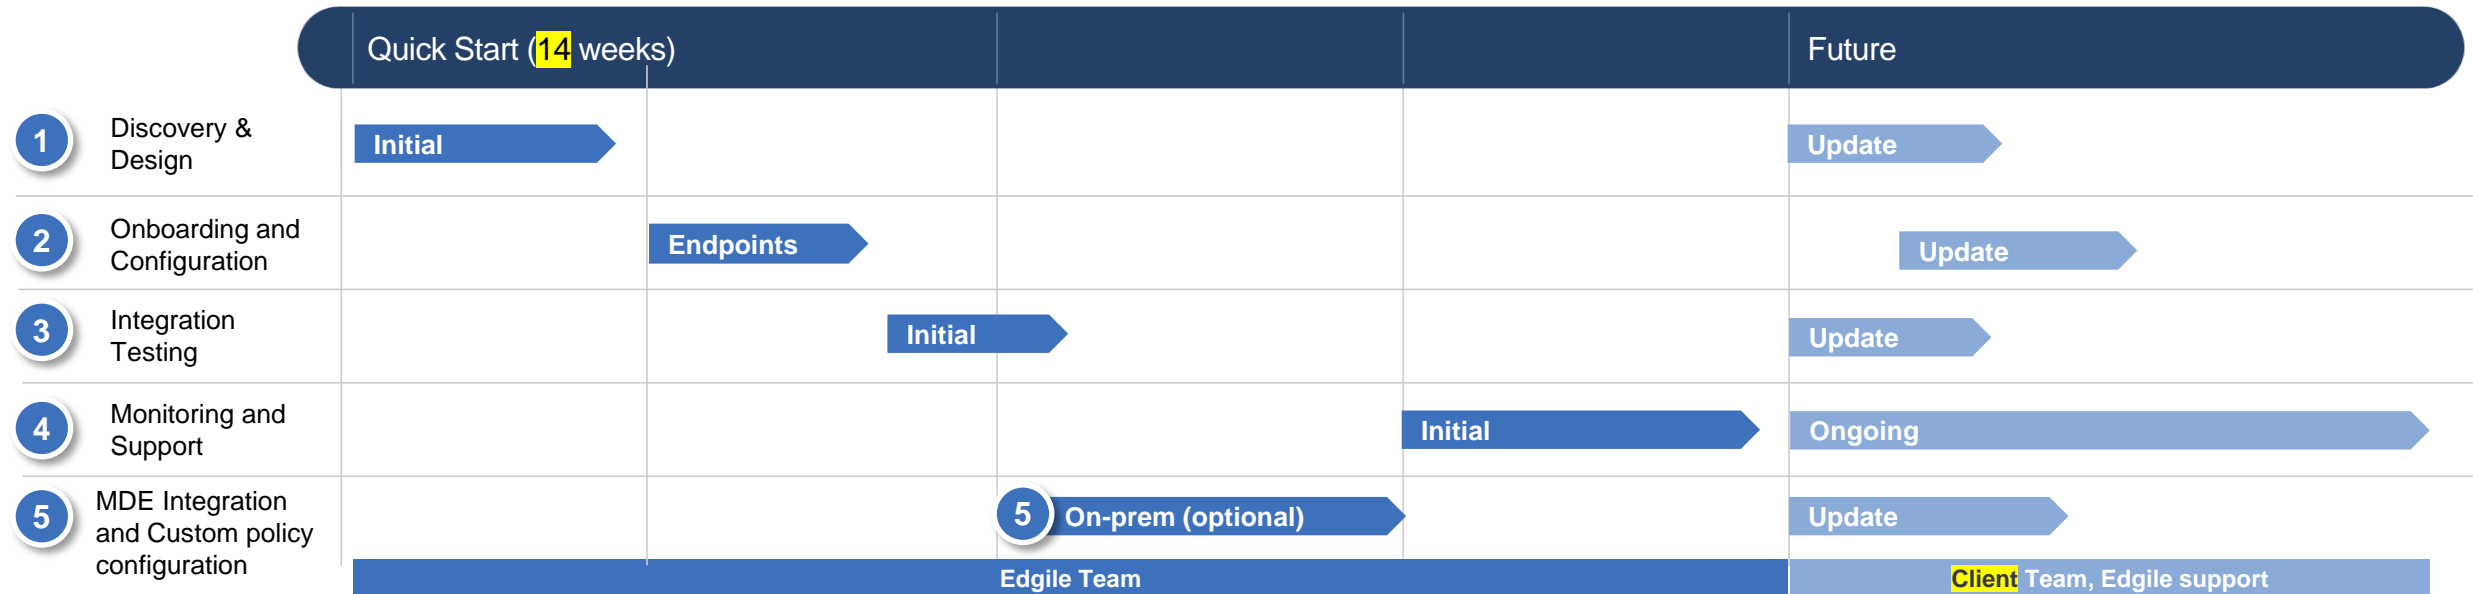 Quick Start (14 weeks)
Future
1
Discovery &
Design
Initial
Update
2
Onboarding and
Configuration
Endpoints
Update
3
Integration
Testing
Initial
Update
4
Monitoring and
Support
Initial
Ongoing
5
MDE Integration
and Custom policy
configuration
5
On-prem (optional)
Update
Edgile Team
Client Team, Edgile support